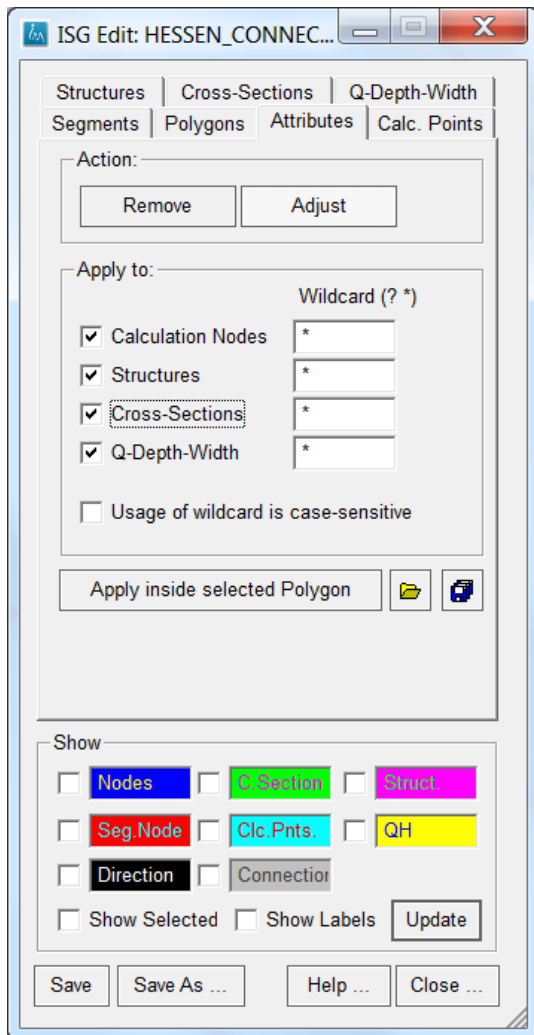 ISG Edit: HESSEN_CONNEC...
Structures Cross-Sections Q-Depth-Width
Segments Polygons Attributes Calc. Points
Action:
Remove Adjust
Apply to:
Wildcard (? *)
Calculation Nodes *
Structures *
Cross-Sections *
Q-Depth-Width *
Usage of wildcard is case-sensitive
Apply inside selected Polygon
Show
Nodes C.Section Struct.
Seg.Node Clc.Pnts. QH
Direction Connection
Show Selected Show Labels Update
Save Save As ... Help ... Close ...